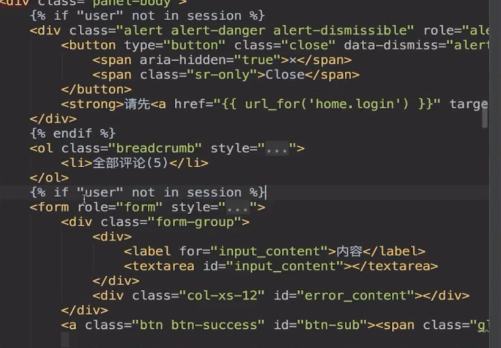 <div class="panel-body">
{% if "user" not in session %}
<div class="alert alert-danger alert-dismissible" role="
<button type="button" class="close" data-dismiss="
<span aria-hidden="true">×</span>
<span class="sr-only">Close</span>
</button>
<strong>请先<a href="{{ url_for('home.login') }}"
</div>
{% endif %}
<ol class="breadcrumb" style="...">
<li>全部评论(5)</li>
</ol>
{% if "user" not in session %}
<form role="form" style="...">
<div class="form-group">
<div>
<label for="input_content">内容</label>
<textarea id="input_content"></textarea>
</div>
<div class="col-xs-12" id="error_content"></div>
</div>
<a class="btn btn-success" id="btn-sub"><span class="